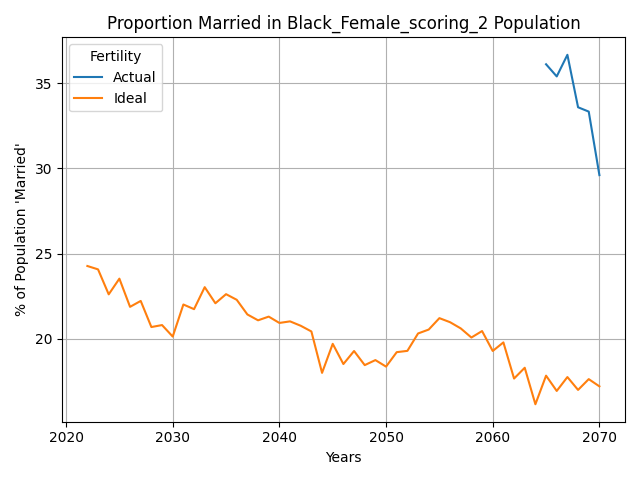 Proportion Married in Black_Female_scoring_2 Population
Fertility
Actual
Ideal
% of Population 'Married'
35
30
25
20
2020 2030 2040 2050 2060 2070
Years